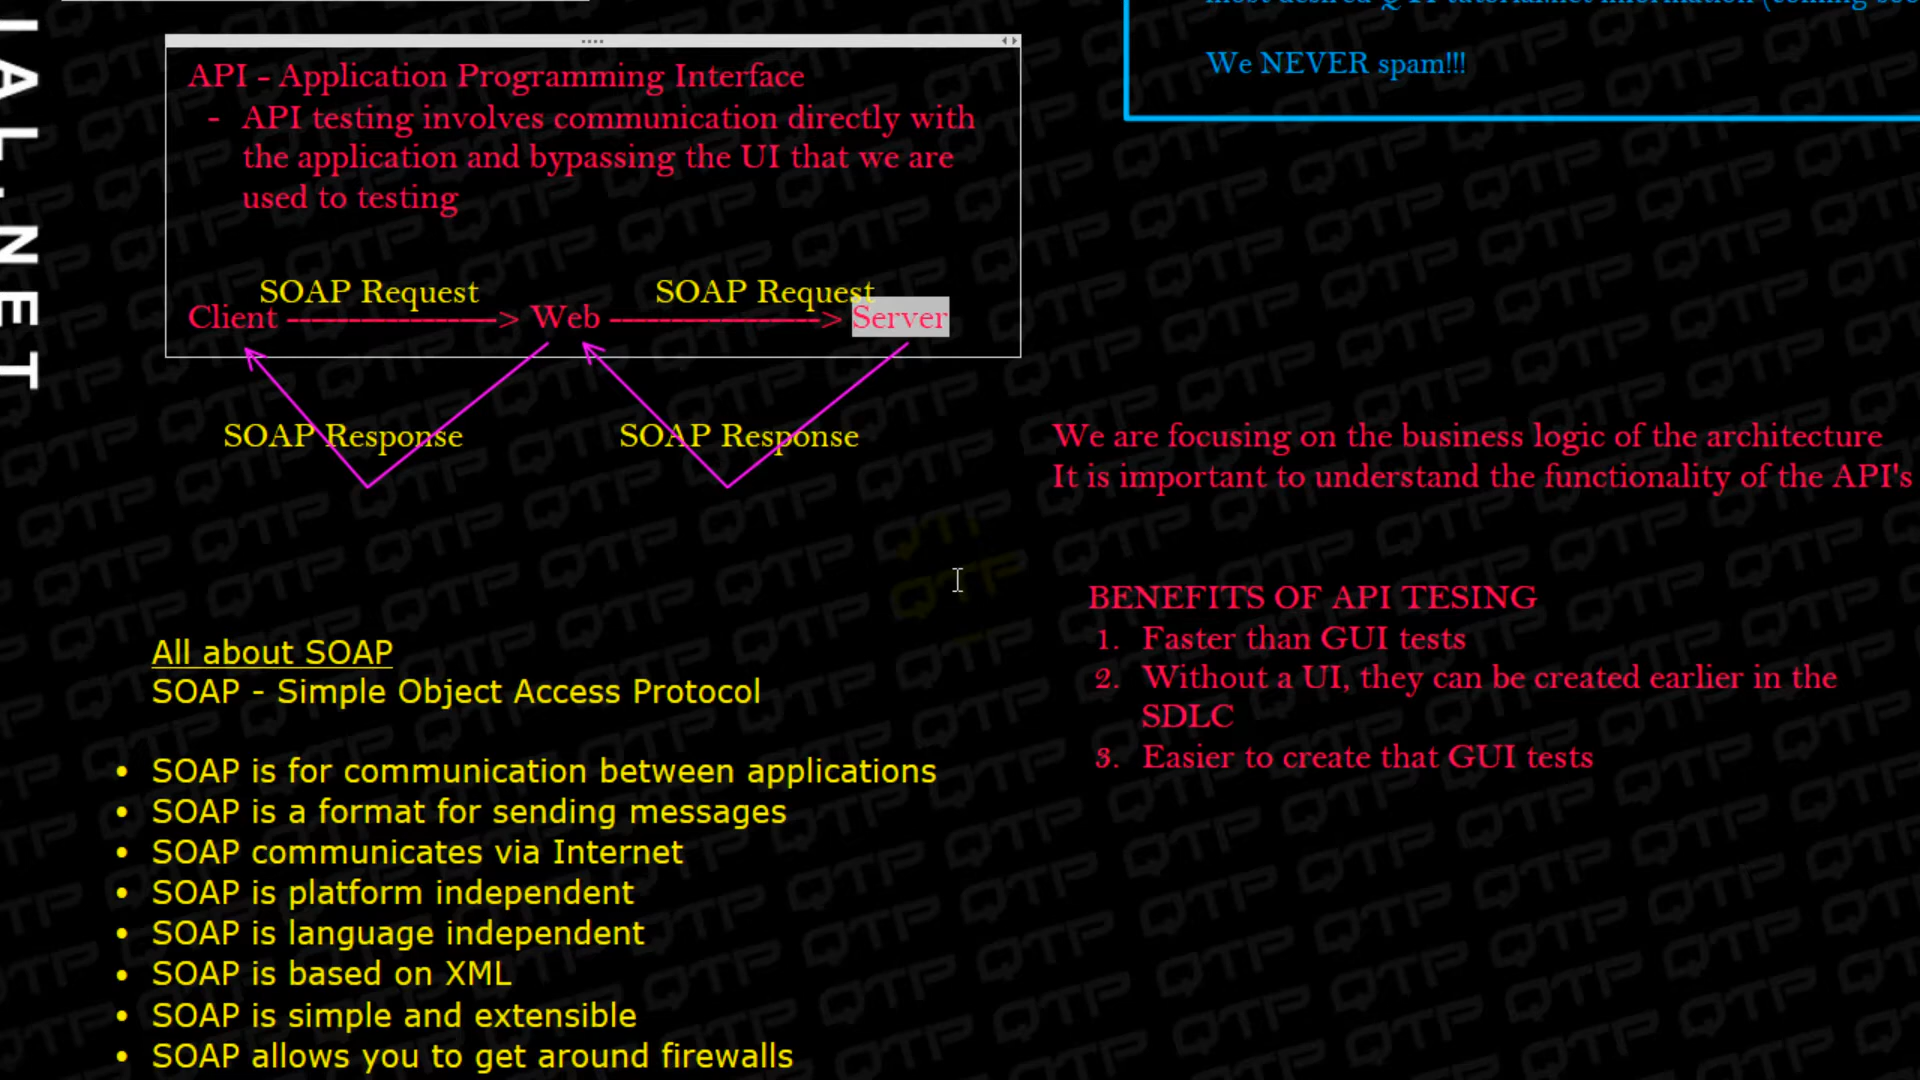 IAL.NET
We NEVER spam!!!
API - Application Programming Interface
- API testing involves communication directly with
the application and bypassing the UI that we are
used to testing
SOAP Request SOAP Request
Client -----------------> Web -----------------> Server
SOAP Response SOAP Response
We are focusing on the business logic of the architecture
It is important to understand the functionality of the API's
BENEFITS OF API TESING
1. Faster than GUI tests
2. Without a UI, they can be created earlier in the
SDLC
3. Easier to create that GUI tests
All about SOAP
SOAP - Simple Object Access Protocol
• SOAP is for communication between applications
• SOAP is a format for sending messages
• SOAP communicates via Internet
• SOAP is platform independent
• SOAP is language independent
• SOAP is based on XML
• SOAP is simple and extensible
• SOAP allows you to get around firewalls